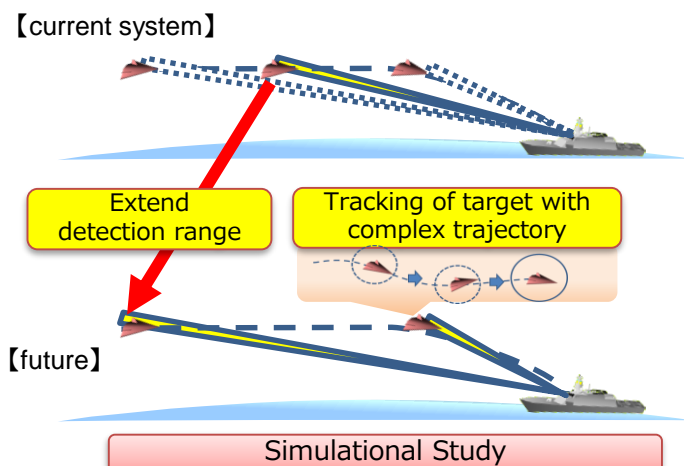 【current system】
Extend
detection range
Tracking of target with
complex trajectory
【future】
Simulational Study